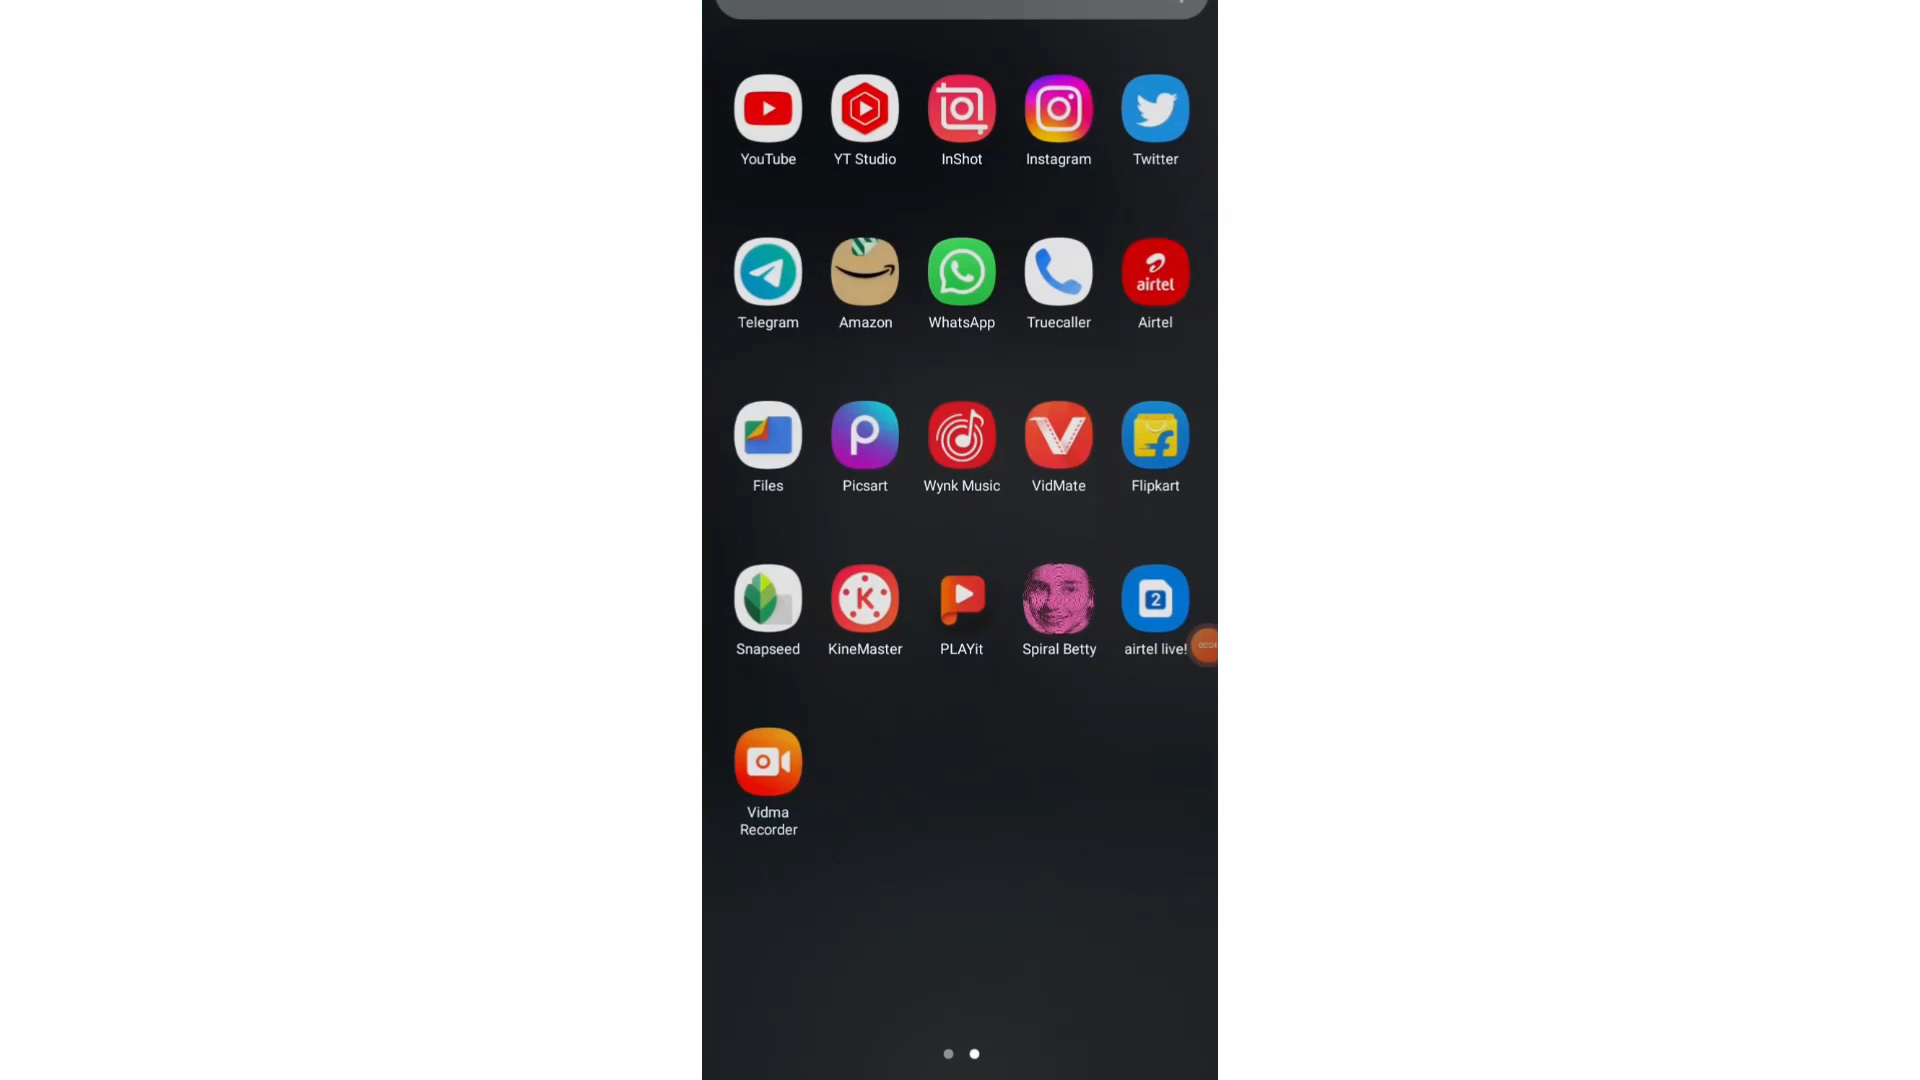 YouTube YT Studio InShot Instagram Twitter
airtel
Telegram Amazon WhatsApp Truecaller Airtel
Files Picsart Wynk Music VidMate Flipkart
K
2
Snapseed KineMaster PLAYit Spiral Betty airtel live!
Vidma
Recorder